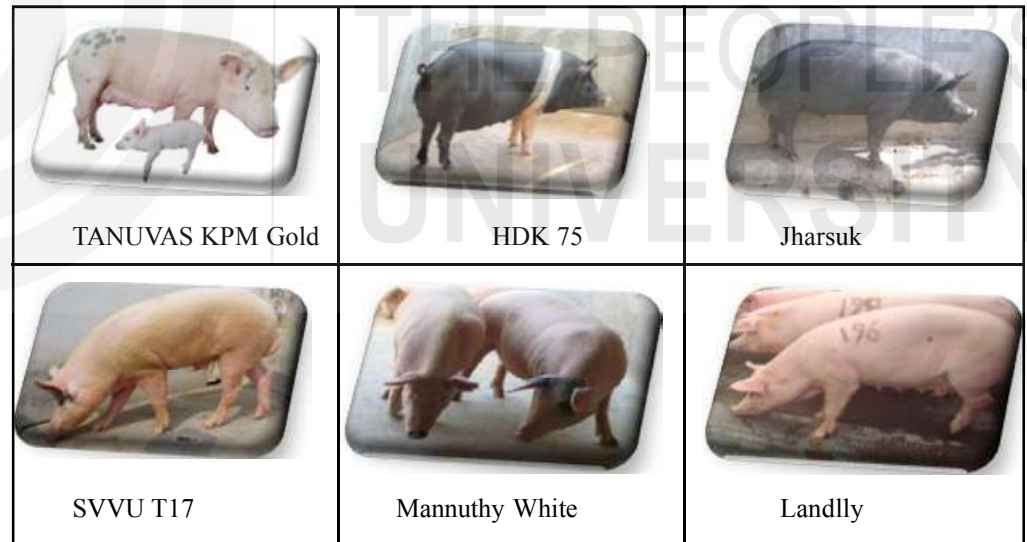 THE PEOPLE'S
UNIVERSITY
TANUVAS KPM Gold
HDK 75
Jharsuk
196
SVVU T17
Mannuthy White
Landlly